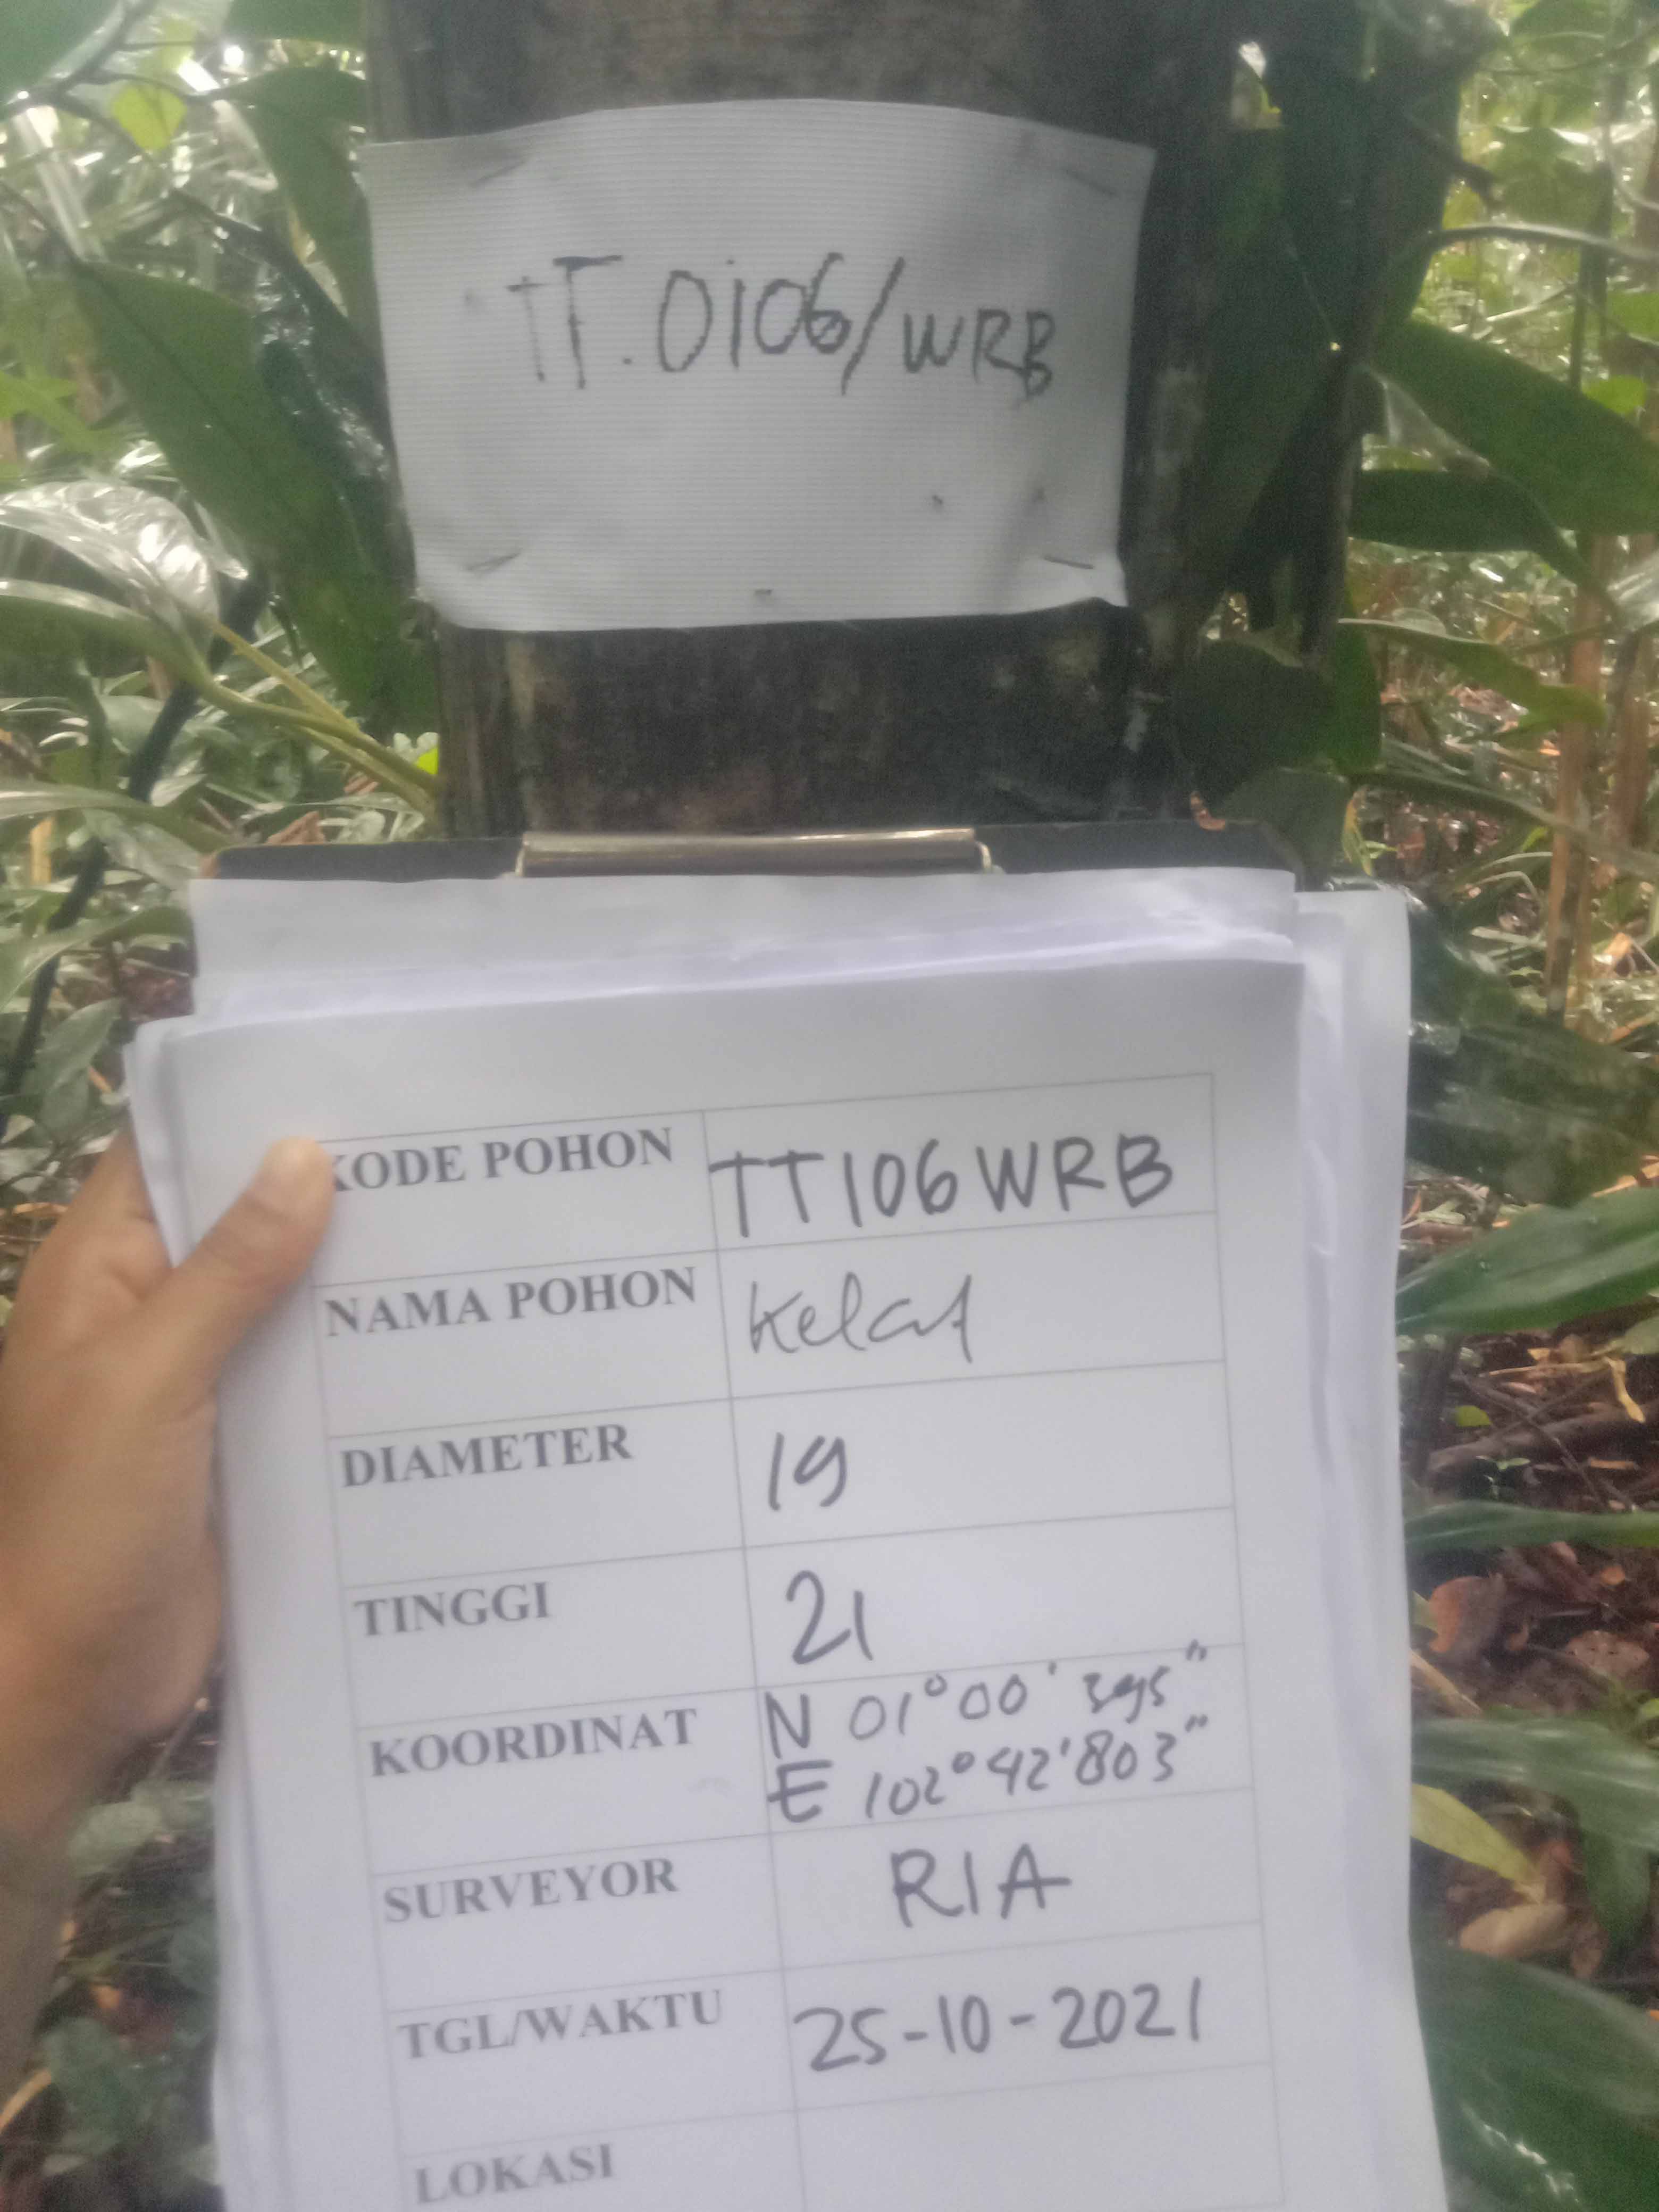 TT.0106/WRB
KODE POHON TT106WRB
NAMA POHON Kelat
DIAMETER 19
TINGGI 21
KOORDINAT N 01°00'395"
E 102°42'803"
SURVEYOR RIA
TGL/WAKTU 25-10-2021
LOKASI